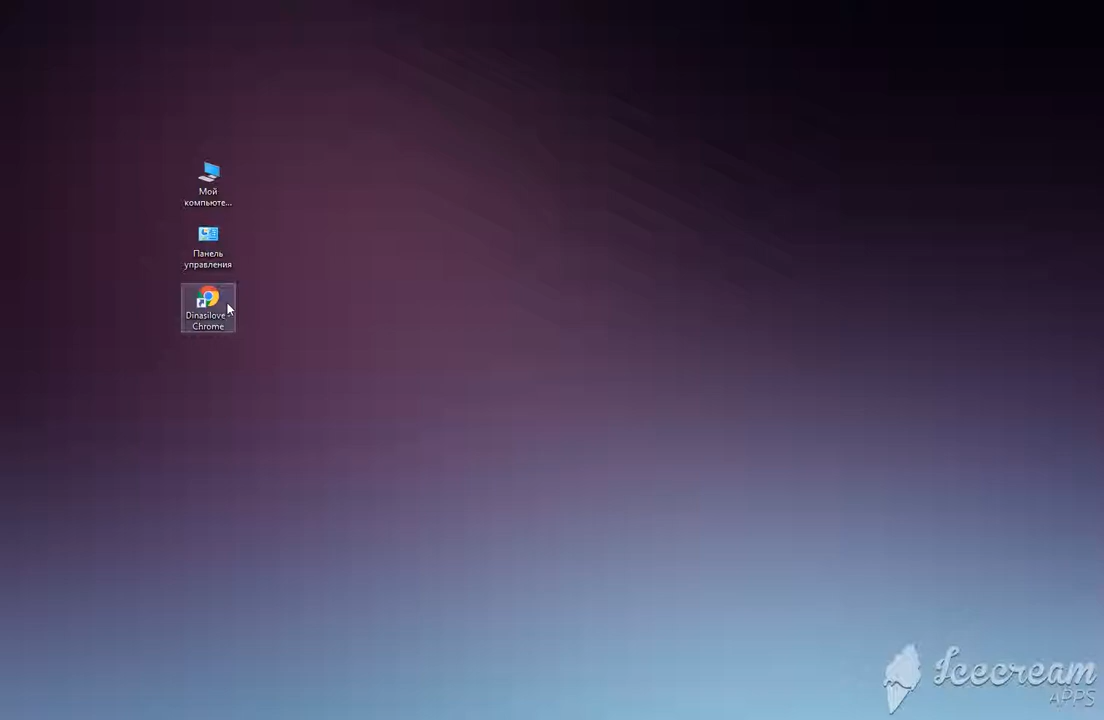 Мой
компьюте...
Панель
управления
Dinasilove -
Chrome
Icecream
APPS